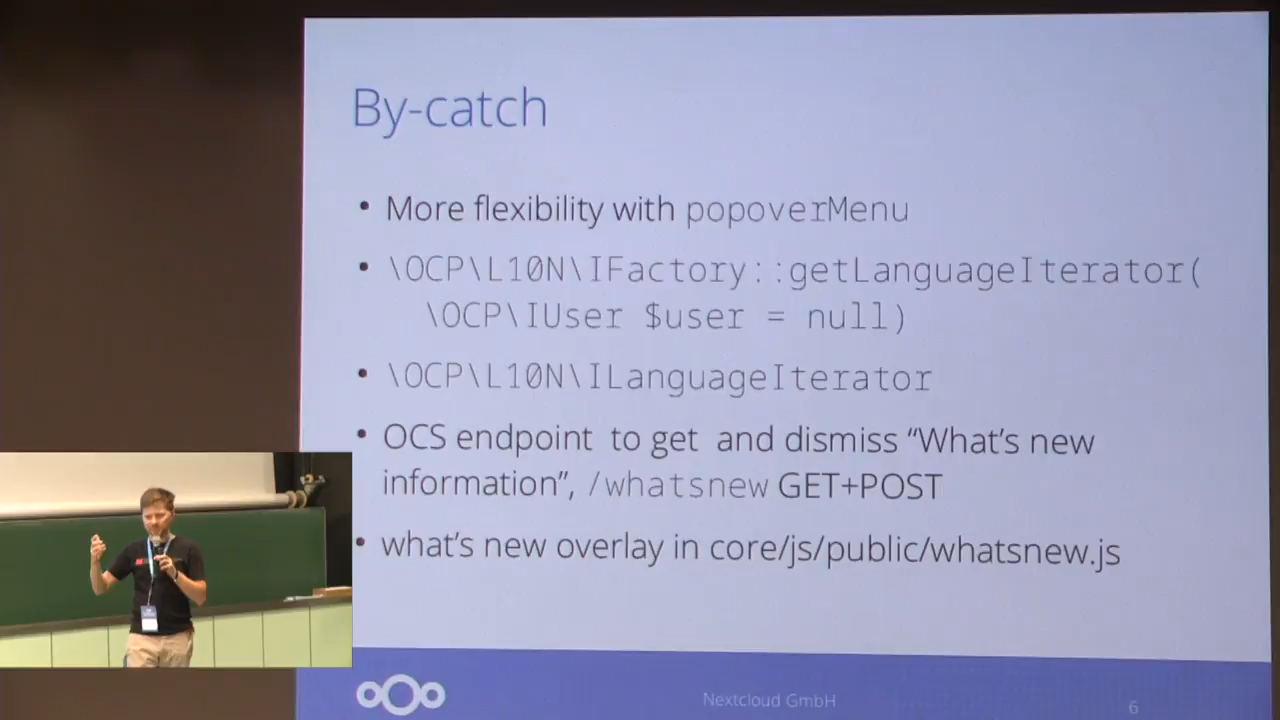 By-catch
• More flexibility with popoverMenu
• \OCP\L10N\IFactory::getLanguageIterator(
\OCP\IUser $user = null)
• \OCP\L10N\ILanguageIterator
• OCS endpoint to get and dismiss “What’s new
information”, /whatsnew GET+POST
• what’s new overlay in core/js/public/whatsnew.js
Nextcloud GmbH
6